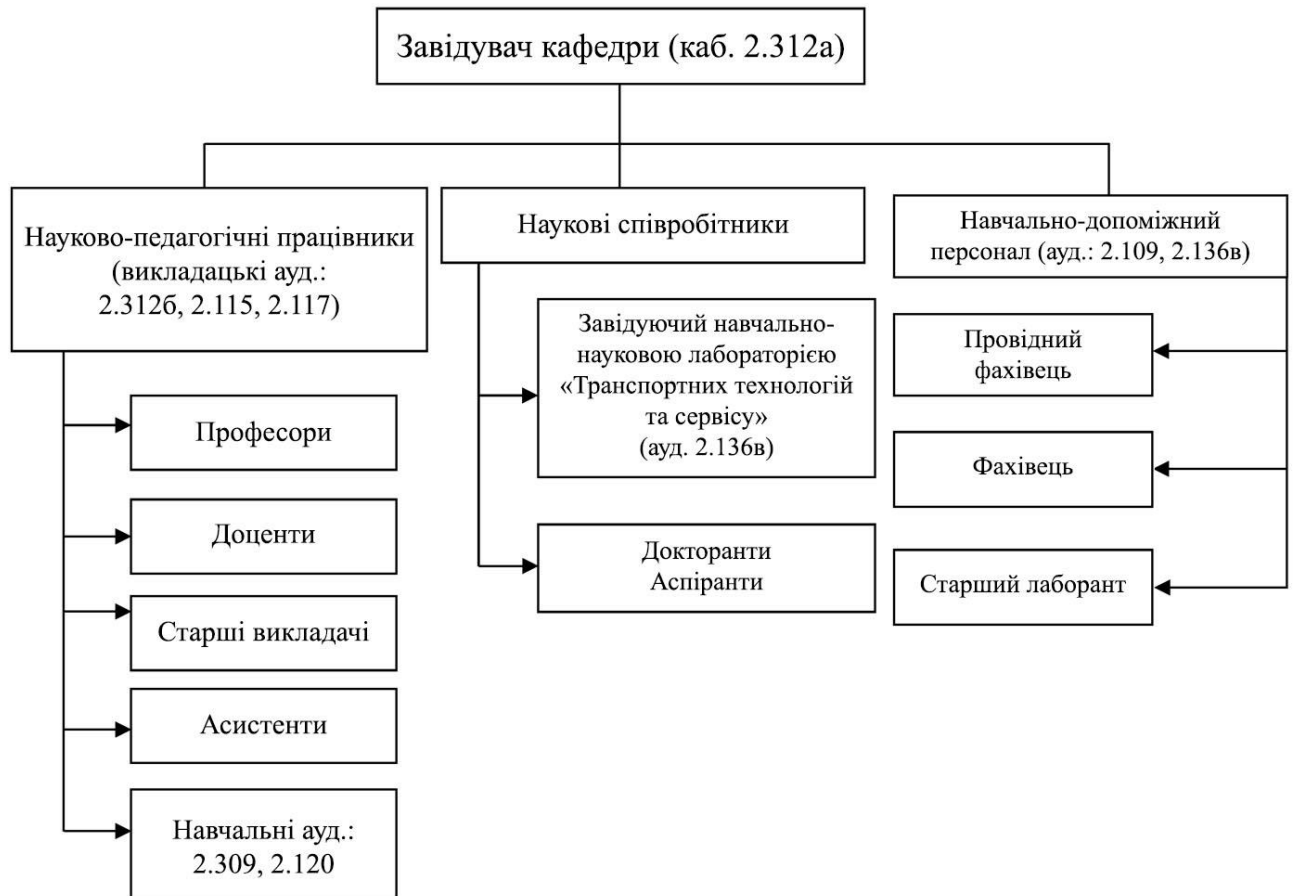 Завідувач кафедри (каб. 2.312а)
Науково-педагогічні працівники
(викладацькі ауд.:
2.312б, 2.115, 2.117)
Професори
Доценти
Старші викладачі
Асистенти
Навчальні ауд.:
2.309, 2.120
Наукові співробітники
Завідуючий навчально-
науковою лабораторією
«Транспортних технологій
та сервісу»
(ауд. 2.136в)
Докторанти
Аспіранти
Навчально-допоміжний
персонал (ауд.: 2.109, 2.136в)
Провідний
фахівець
Фахівець
Старший лаборант